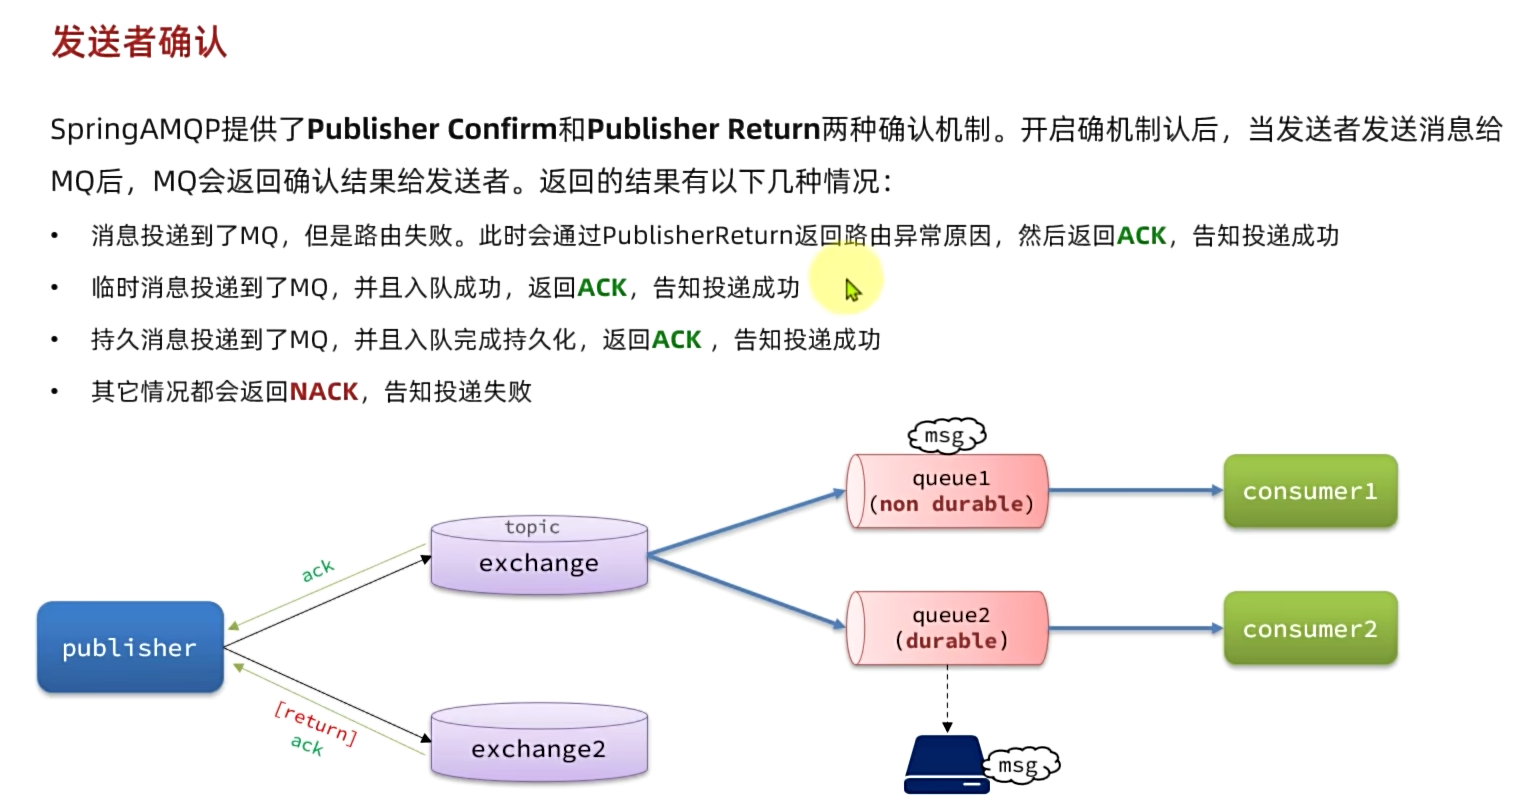 发送者确认
SpringAMQP提供了Publisher Confirm和Publisher Return两种确认机制。开启确机制认后，当发送者发送消息给
MQ后，MQ会返回确认结果给发送者。返回的结果有以下几种情况：
• 消息投递到了MQ，但是路由失败。此时会通过PublisherReturn返回路由异常原因，然后返回ACK，告知投递成功
• 临时消息投递到了MQ，并且入队成功，返回ACK，告知投递成功
• 持久消息投递到了MQ，并且入队完成持久化，返回ACK ，告知投递成功
• 其它情况都会返回NACK，告知投递失败
msg
queue1
(non durable)
consumer1
topic
exchange
ack
queue2
(durable)
consumer2
publisher
[return]
ack
exchange2
msg